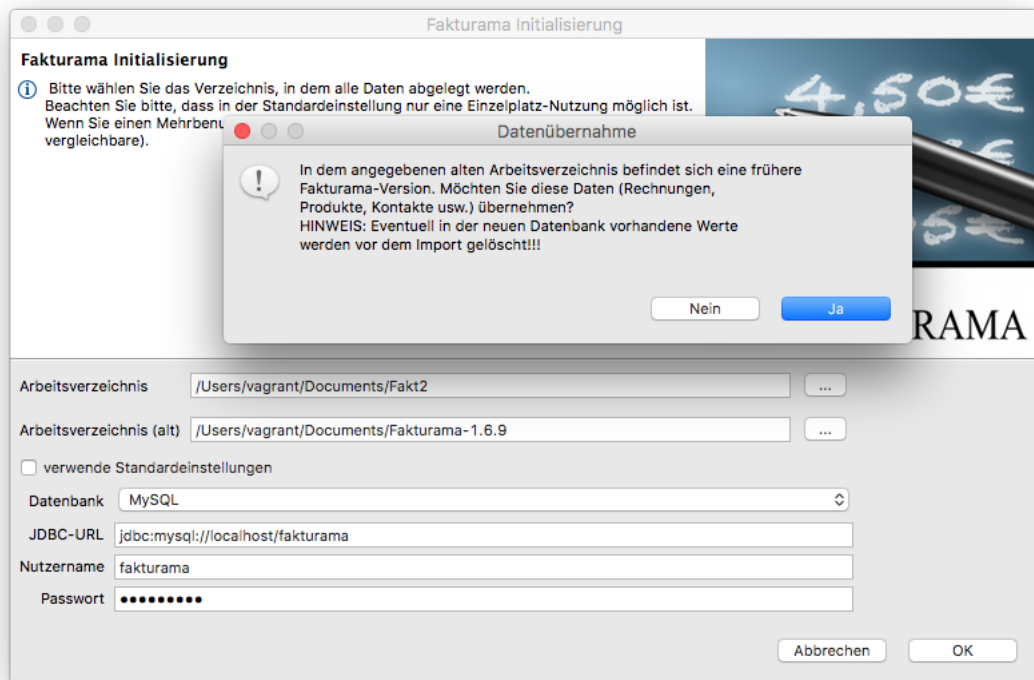 Fakturama Initialisierung
Fakturama Initialisierung
Bitte wählen Sie das Verzeichnis, in dem alle Daten abgelegt werden.
Beachten Sie bitte, dass in der Standardeinstellung nur eine Einzelplatz-Nutzung möglich ist.
Wenn Sie einen Mehrbenu
vergleichbare).
4,50€
5€
RAMA
Datenübernahme
In dem angegebenen alten Arbeitsverzeichnis befindet sich eine frühere
Fakturama-Version. Möchten Sie diese Daten (Rechnungen,
Produkte, Kontakte usw.) übernehmen?
HINWEIS: Eventuell in der neuen Datenbank vorhandene Werte
werden vor dem Import gelöscht!!!
Nein
Ja
Arbeitsverzeichnis
/Users/vagrant/Documents/Fakt2
...
Arbeitsverzeichnis (alt)
/Users/vagrant/Documents/Fakturama-1.6.9
...
verwende Standardeinstellungen
Datenbank
MySQL
JDBC-URL
jdbc:mysql://localhost/fakturama
Nutzername
fakturama
Passwort
●●●●●●●●●
Abbrechen
OK